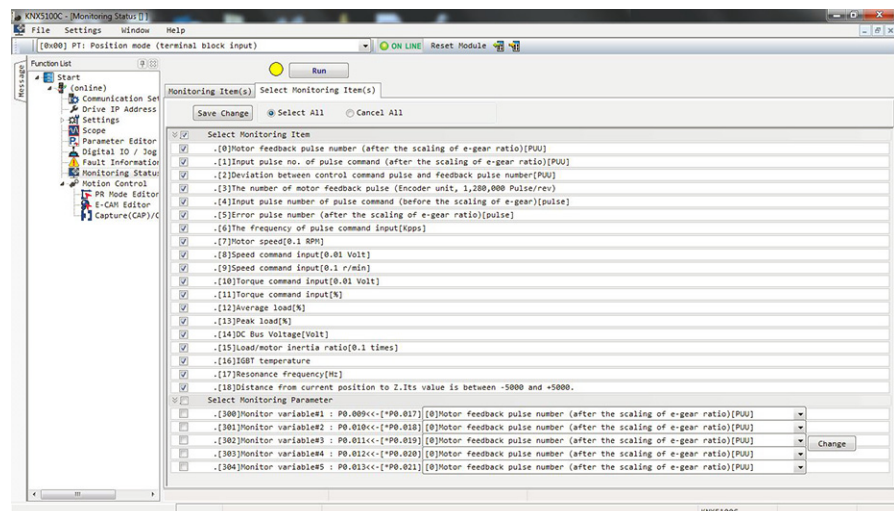 KNX5100C - [Monitoring Status [] ]
File Settings Window Help
[0x00] PT: Position mode (terminal block input)
ON LINE Reset Module
Message
Function List
Start
(online)
Communication Set
Drive IP Address
Settings
Scope
Parameter Editor
Digital IO / Jog
Fault Information
Monitoring Status
Motion Control
PR Mode Editor
E-CAM Editor
Capture(CAP)/C
Run
Monitoring Item(s) Select Monitoring Item(s)
Save Change Select All Cancel All
Select Monitoring Item
.[0]Motor feedback pulse number (after the scaling of e-gear ratio)[PUU]
.[1]Input pulse no. of pulse command (after the scaling of e-gear ratio)[PUU]
.[2]Deviation between control command pulse and feedback pulse number[PUU]
.[3]The number of motor feedback pulse (Encoder unit, 1,280,000 Pulse/rev)
.[4]Input pulse number of pulse command (before the scaling of e-gear)[pulse]
.[5]Error pulse number (after the scaling of e-gear ratio)[pulse]
.[6]The frequency of pulse command input[Kpps]
.[7]Motor speed[0.1 RPM]
.[8]Speed command input[0.01 Volt]
.[9]Speed command input[0.1 r/min]
.[10]Torque command input[0.01 Volt]
.[11]Torque command input[%]
.[12]Average load[%]
.[13]Peak load[%]
.[14]DC Bus Voltage[Volt]
.[15]Load/motor inertia ratio[0.1 times]
.[16]IGBT temperature
.[17]Resonance frequency[Hz]
.[18]Distance from current position to Z.Its value is between -5000 and +5000.
Select Monitoring Parameter
.[300]Monitor variable#1 : P0.009<<-[*P0.017] [0]Motor feedback pulse number (after the scaling of e-gear ratio)[PUU]
.[301]Monitor variable#2 : P0.010<<-[*P0.018] [0]Motor feedback pulse number (after the scaling of e-gear ratio)[PUU]
.[302]Monitor variable#3 : P0.011<<-[*P0.019] [0]Motor feedback pulse number (after the scaling of e-gear ratio)[PUU]
Change
.[303]Monitor variable#4 : P0.012<<-[*P0.020] [0]Motor feedback pulse number (after the scaling of e-gear ratio)[PUU]
.[304]Monitor variable#5 : P0.013<<-[*P0.021] [0]Motor feedback pulse number (after the scaling of e-gear ratio)[PUU]
KNX5100C